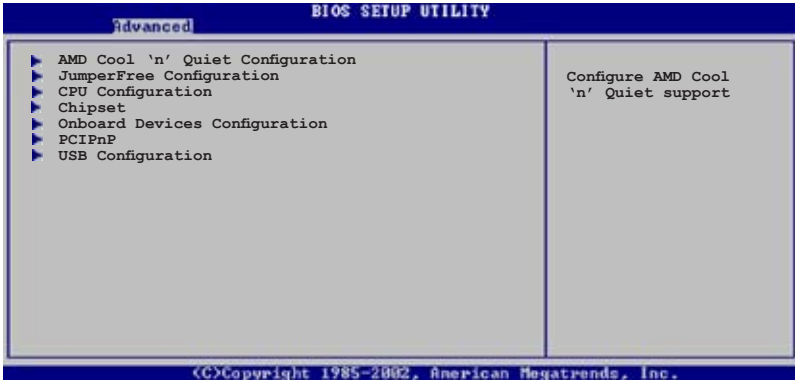 BIOS SETUP UTILITY
Advanced
AMD Cool ‘n’ Quiet Configuration
JumperFree Configuration
CPU Configuration
Chipset
Onboard Devices Configuration
PCIPnP
USB Configuration
Configure AMD Cool
‘n’ Quiet support
(C)Copyright 1985-2002, American Megatrends, Inc.